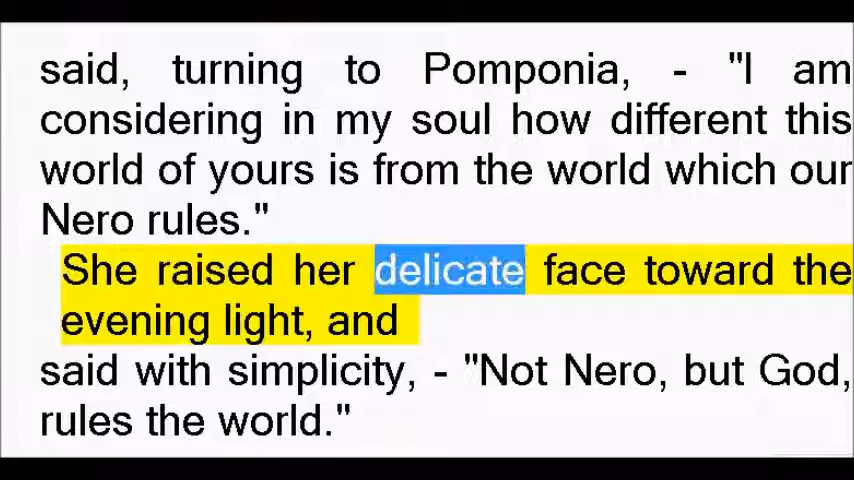 said, turning to Pomponia, - "I am
considering in my soul how different this
world of yours is from the world which our
Nero rules."
She raised her delicate face toward the
evening light, and
said with simplicity, - "Not Nero, but God,
rules the world."